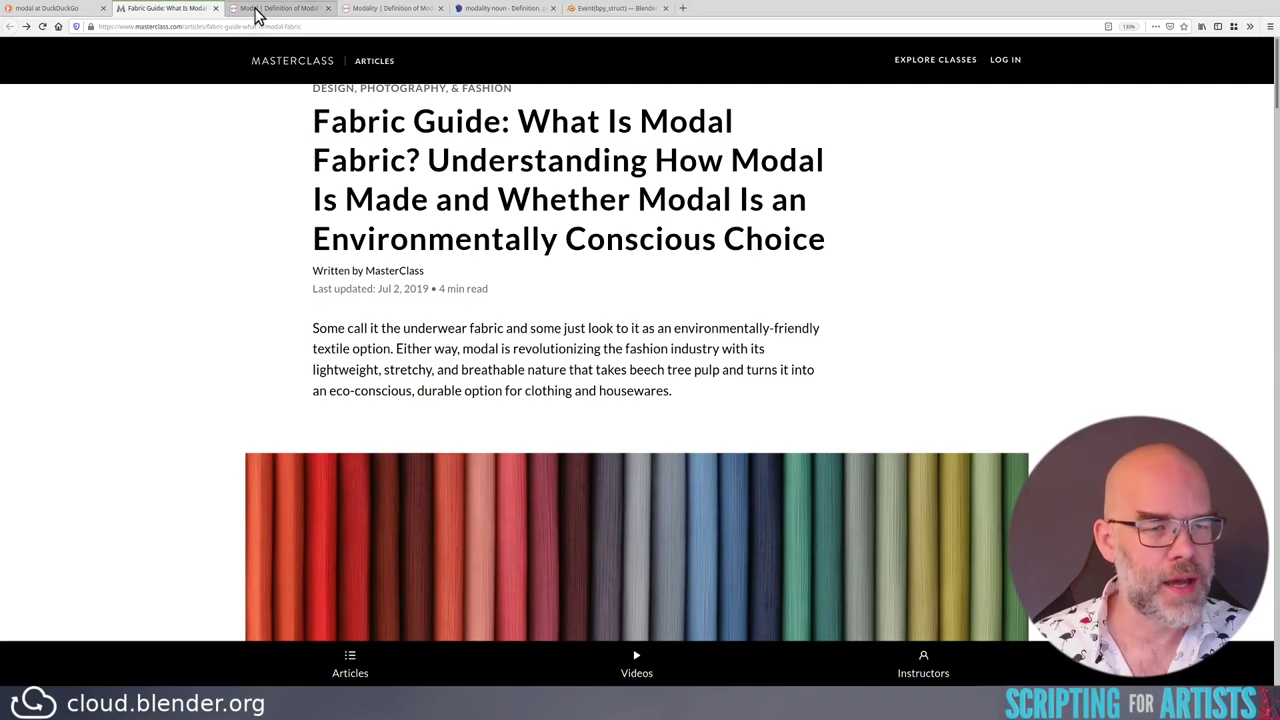 modal at DuckDuckGo
Fabric Guide: What Is Modal
Modal | Definition of Modal
Modality | Definition of Mod
modality noun - Definition, p
Event(bpy_struct) — Blender
https://www.masterclass.com/articles/fabric-guide-what-is-modal-fabric
130%
MASTERCLASS | ARTICLES
EXPLORE CLASSES LOG IN
DESIGN, PHOTOGRAPHY, & FASHION
Fabric Guide: What Is Modal
Fabric? Understanding How Modal
Is Made and Whether Modal Is an
Environmentally Conscious Choice
Written by MasterClass
Last updated: Jul 2, 2019 • 4 min read
Some call it the underwear fabric and some just look to it as an environmentally-friendly
textile option. Either way, modal is revolutionizing the fashion industry with its
lightweight, stretchy, and breathable nature that takes beech tree pulp and turns it into
an eco-conscious, durable option for clothing and housewares.
Articles
Videos
Instructors
cloud.blender.org
SCRIPTING FOR ARTISTS